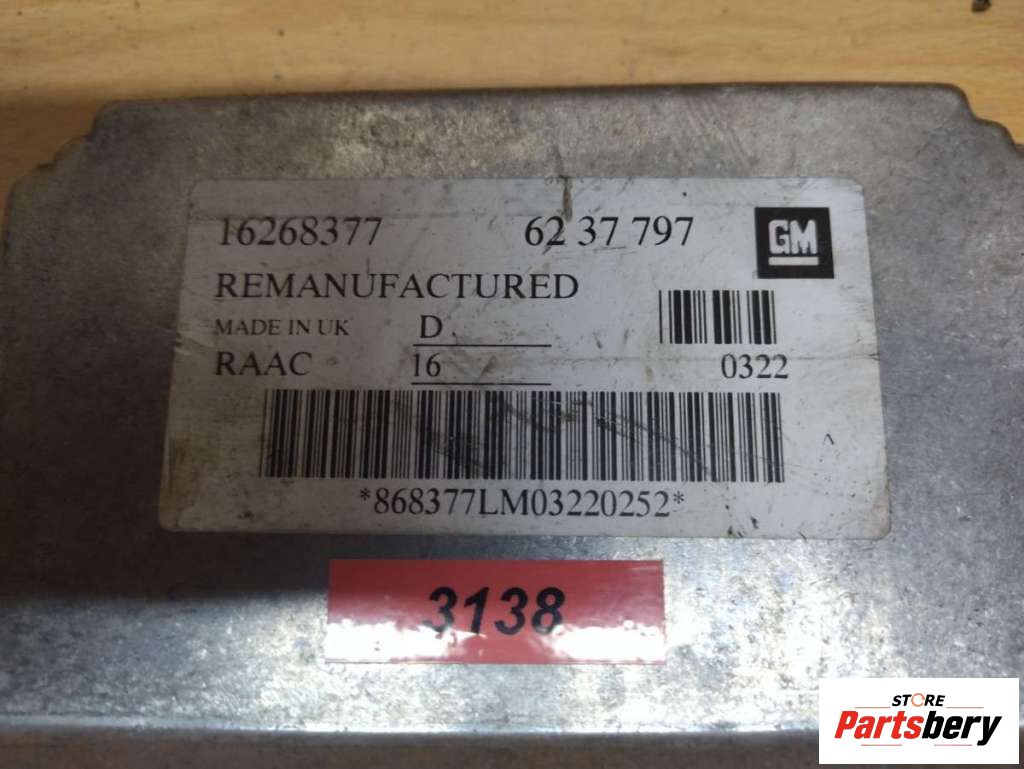 16268377 62 37 797 GM
REMANUFACTURED
MADE IN UK D
RAAC 16 0322
A
*868377LM03220252*
3138
STORE
Partsbery